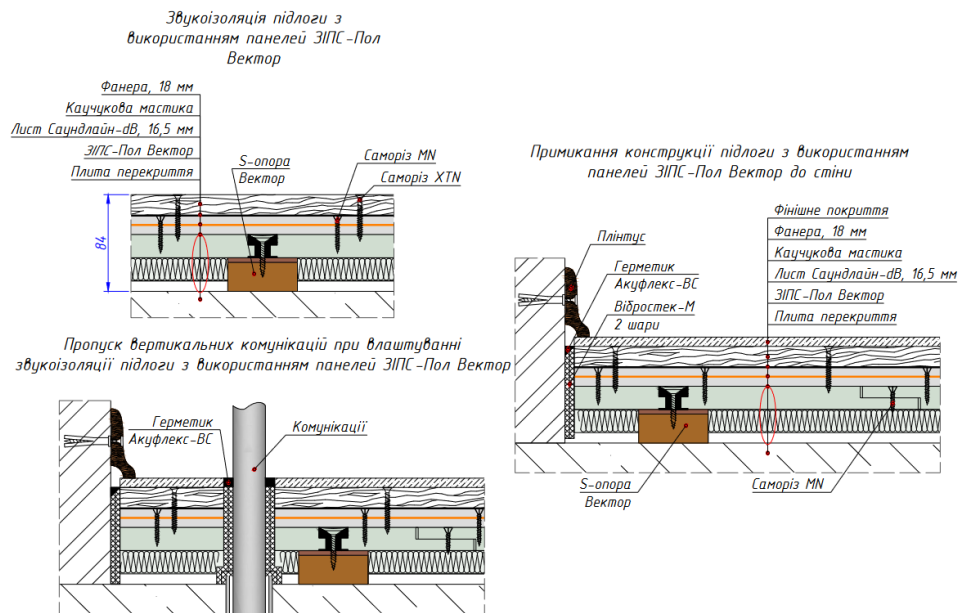 Звукоізоляція підлоги з
використанням панелей ЗІПС-Пол
Вектор
Фанера, 18 мм
Каучукова мастика
Лист Саундлайн-dB, 16,5 мм
ЗІПС-Пол Вектор
Плита перекриття
S-опора
Вектор
Саморіз MN
Саморіз XTN
84
Примикання конструкції підлоги з використанням
панелей ЗІПС-Пол Вектор до стіни
Плінтус
Герметик
Акуфлекс-ВС
Вібростек-М
2 шари
Фінішне покриття
Фанера, 18 мм
Каучукова мастика
Лист Саундлайн-dB, 16,5 мм
ЗІПС-Пол Вектор
Плита перекриття
S-опора
Вектор
Саморіз MN
Пропуск вертикальних комунікацій при влаштуванні
звукоізоляції підлоги з використанням панелей ЗІПС-Пол Вектор
Герметик
Акуфлекс-ВС
Комунікації